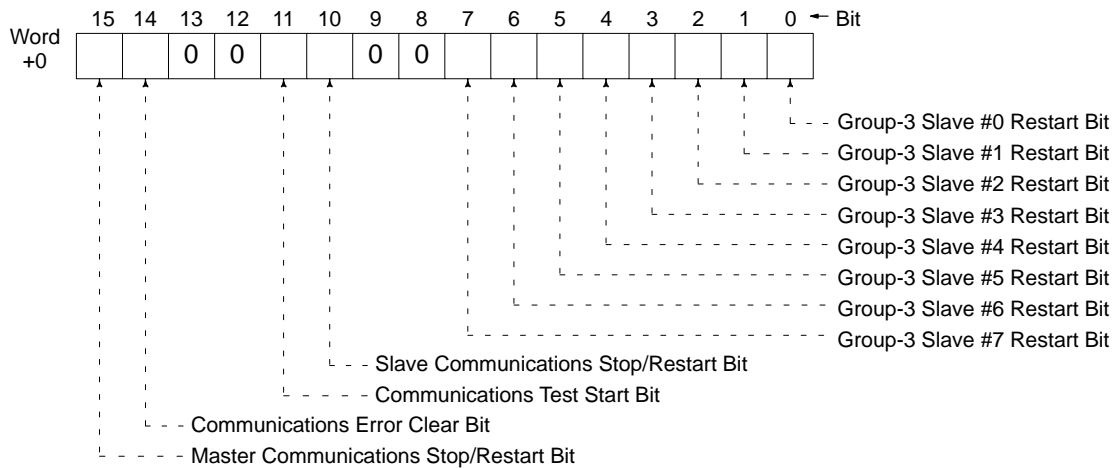 15 14 13 12 11 10 9 8 7 6 5 4 3 2 1 0 Bit
Word
+0
0 0 0 0
Group-3 Slave #0 Restart Bit
Group-3 Slave #1 Restart Bit
Group-3 Slave #2 Restart Bit
Group-3 Slave #3 Restart Bit
Group-3 Slave #4 Restart Bit
Group-3 Slave #5 Restart Bit
Group-3 Slave #6 Restart Bit
Group-3 Slave #7 Restart Bit
Slave Communications Stop/Restart Bit
Communications Test Start Bit
Communications Error Clear Bit
Master Communications Stop/Restart Bit